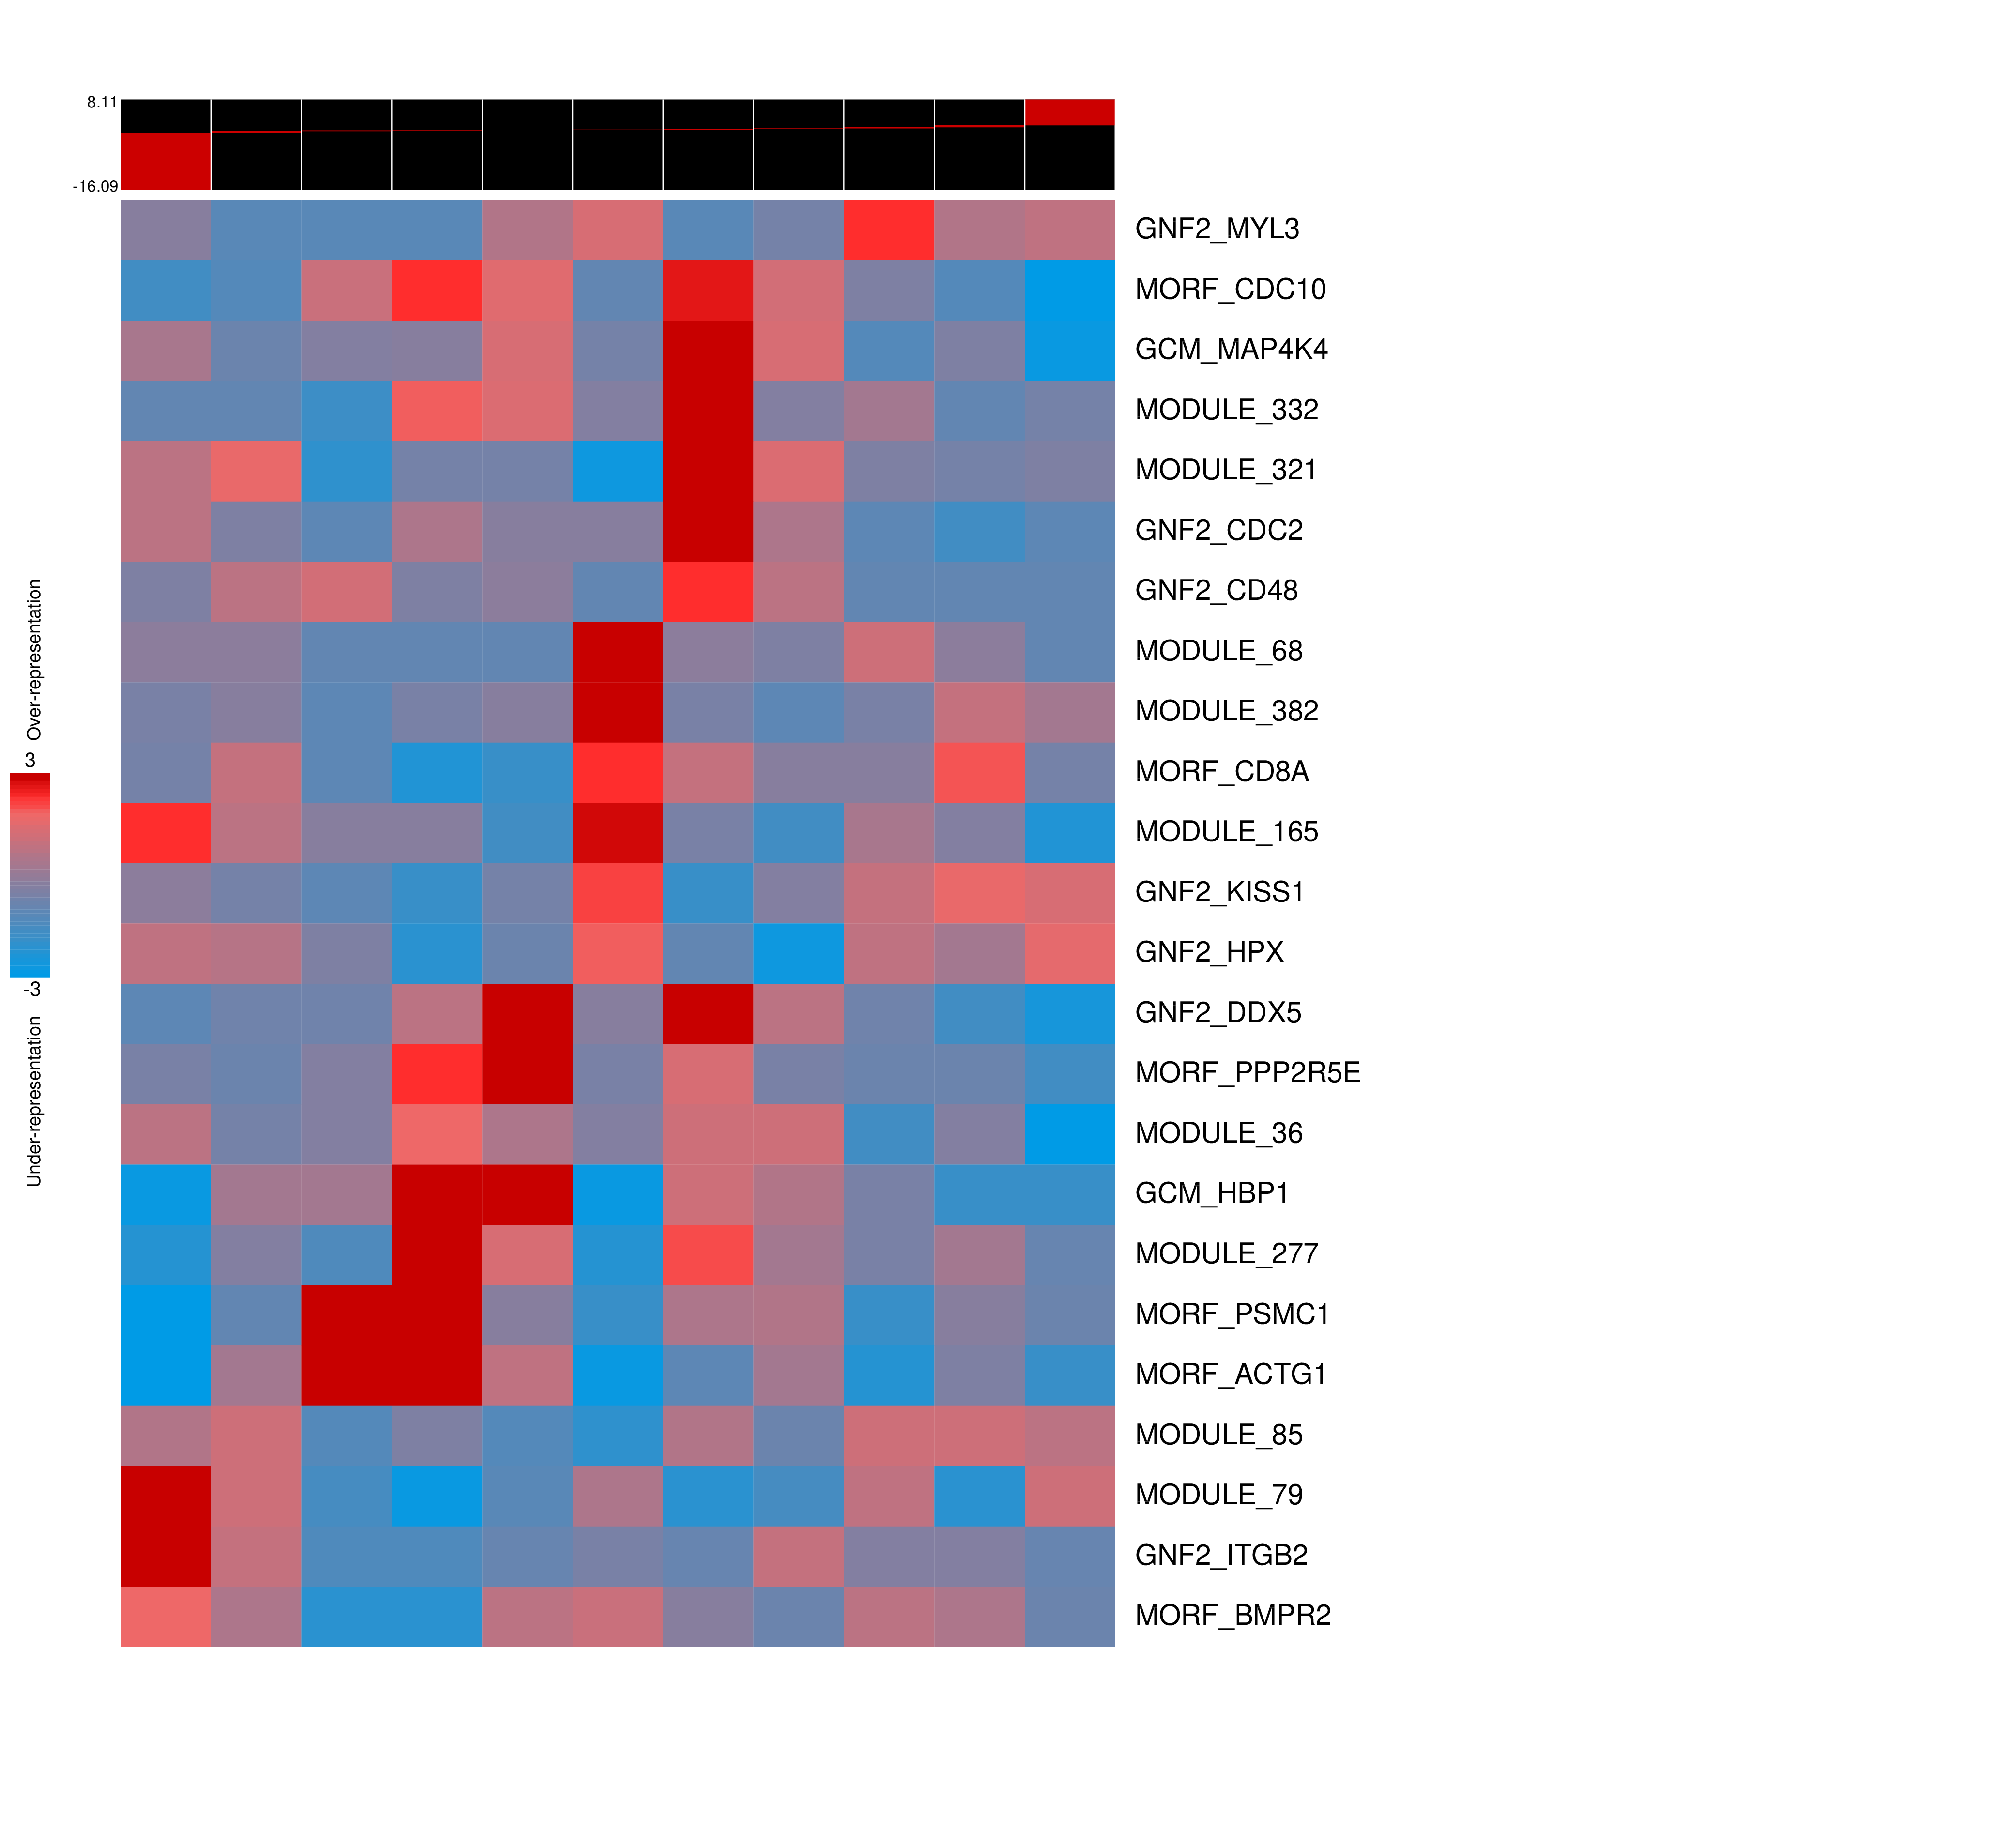 8.11
-16.09
GNF2_MYL3
MORF_CDC10
GCM_MAP4K4
MODULE_332
MODULE_321
GNF2_CDC2
GNF2_CD48
MODULE_68
MODULE_382
MORF_CD8A
MODULE_165
GNF2_KISS1
GNF2_HPX
GNF2_DDX5
MORF_PPP2R5E
MODULE_36
GCM_HBP1
MODULE_277
MORF_PSMC1
MORF_ACTG1
MODULE_85
MODULE_79
GNF2_ITGB2
MORF_BMPR2
Over-representation
3
-3
Under-representation